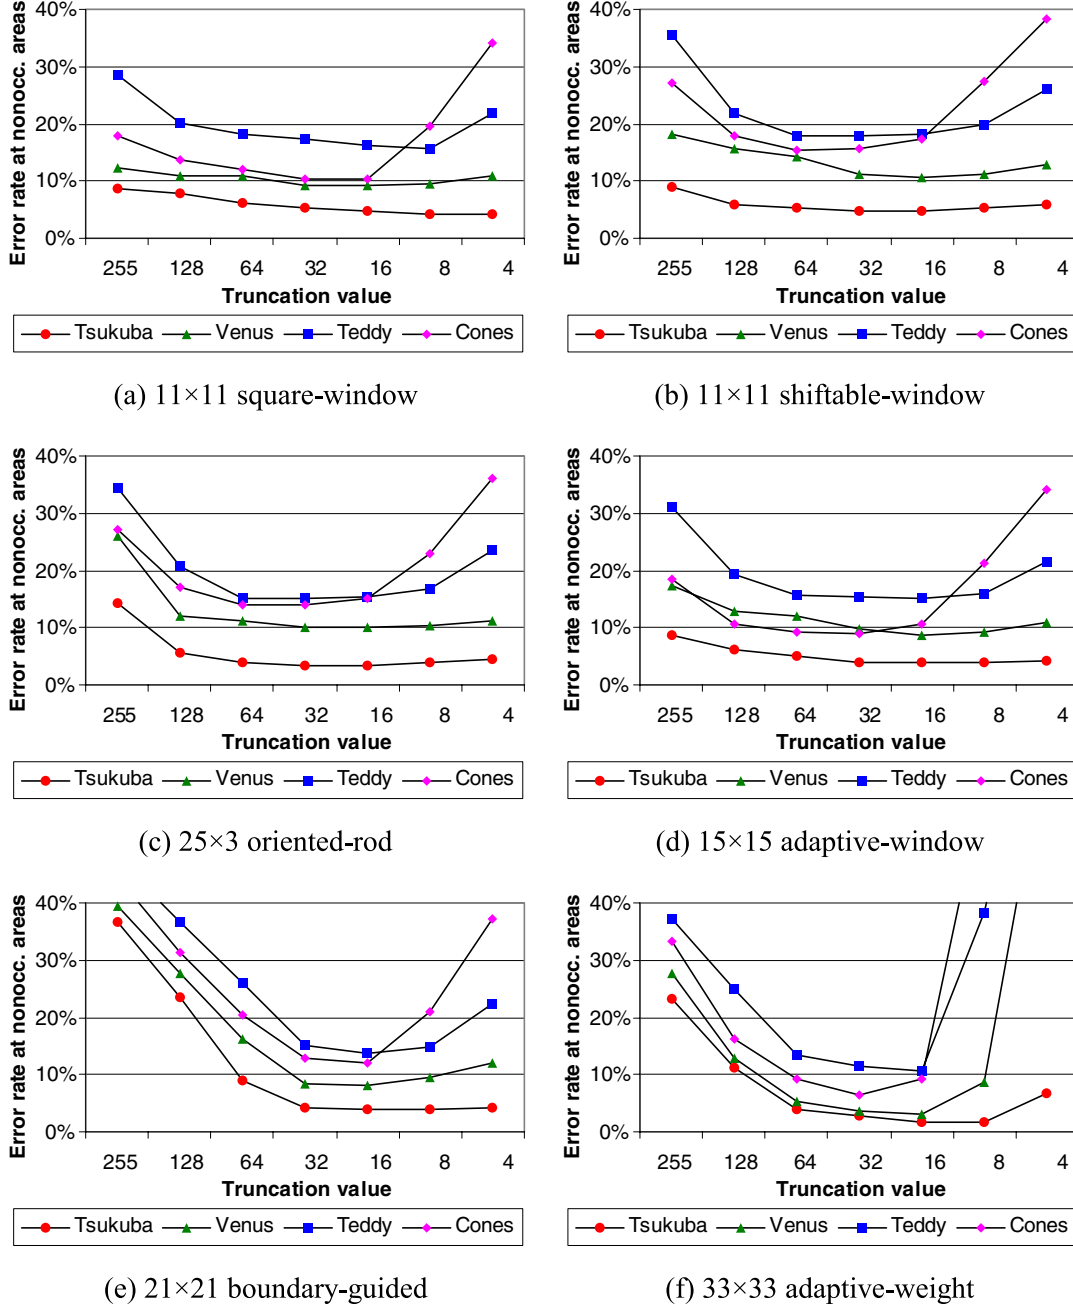 Error rate at nonocc. areas
40%
30%
20%
10%
0%
255 128 64 32 16 8 4
Truncation value
Tsukuba Venus Teddy Cones
(a) 11×11 square-window
Error rate at nonocc. areas
40%
30%
20%
10%
0%
255 128 64 32 16 8 4
Truncation value
Tsukuba Venus Teddy Cones
(b) 11×11 shiftable-window
Error rate at nonocc. areas
40%
30%
20%
10%
0%
255 128 64 32 16 8 4
Truncation value
Tsukuba Venus Teddy Cones
(c) 25×3 oriented-rod
Error rate at nonocc. areas
40%
30%
20%
10%
0%
255 128 64 32 16 8 4
Truncation value
Tsukuba Venus Teddy Cones
(d) 15×15 adaptive-window
Error rate at nonocc. areas
40%
30%
20%
10%
0%
255 128 64 32 16 8 4
Truncation value
Tsukuba Venus Teddy Cones
(e) 21×21 boundary-guided
Error rate at nonocc. areas
40%
30%
20%
10%
0%
255 128 64 32 16 8 4
Truncation value
Tsukuba Venus Teddy Cones
(f) 33×33 adaptive-weight